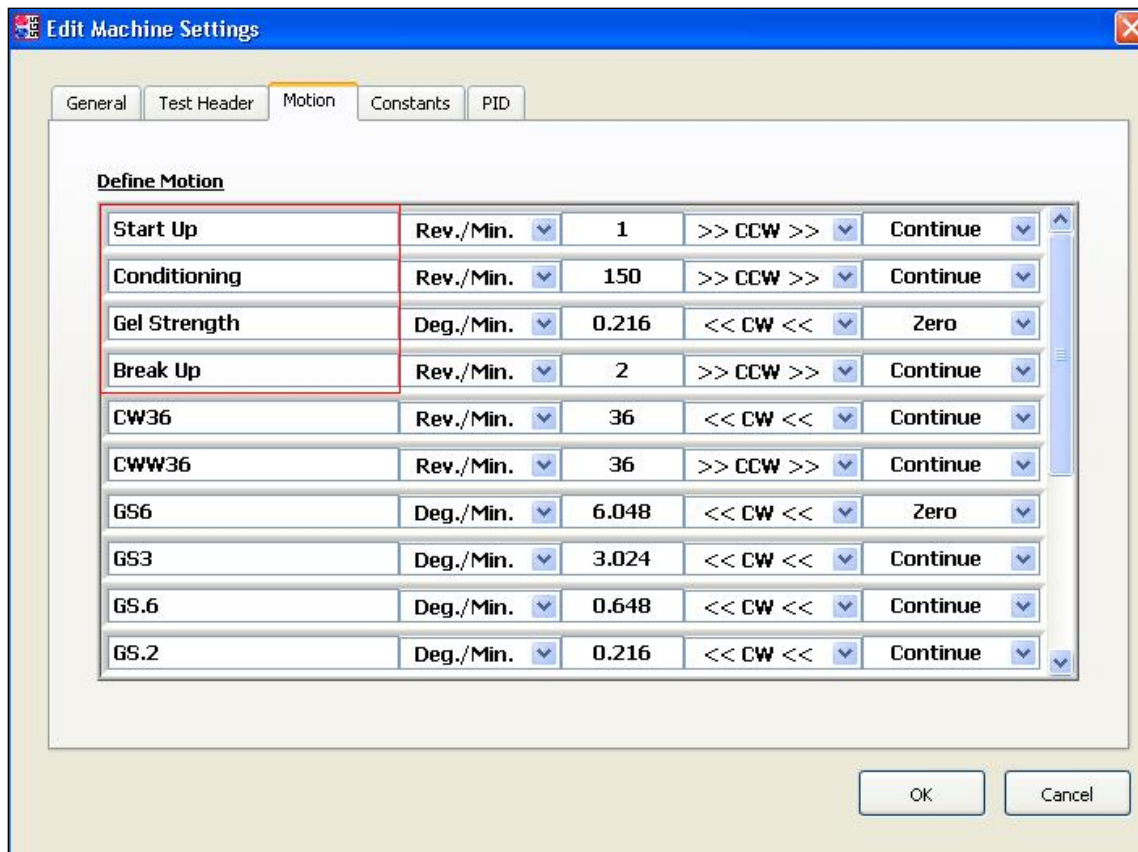 Edit Machine Settings
General Test Header Motion Constants PID
Define Motion
Start Up Rev./Min. 1 >> CCW >> Continue
Conditioning Rev./Min. 150 >> CCW >> Continue
Gel Strength Deg./Min. 0.216 << CW << Zero
Break Up Rev./Min. 2 >> CCW >> Continue
CW36 Rev./Min. 36 << CW << Continue
CWW36 Rev./Min. 36 >> CCW >> Continue
GS6 Deg./Min. 6.048 << CW << Zero
GS3 Deg./Min. 3.024 << CW << Continue
GS.6 Deg./Min. 0.648 << CW << Continue
GS.2 Deg./Min. 0.216 << CW << Continue
OK Cancel